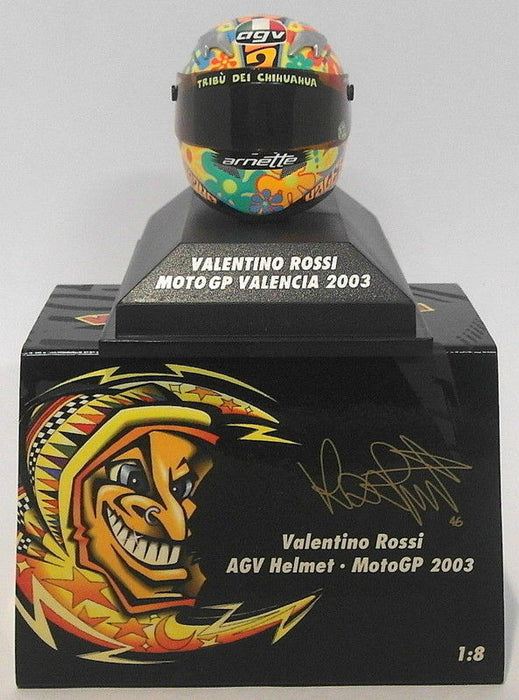 agv
TRIBÙ DEI CHIHUAHUA
arnette
VALENTINO ROSSI
MOTO GP VALENCIA 2003
46
Valentino Rossi
AGV Helmet • MotoGP 2003
1:8